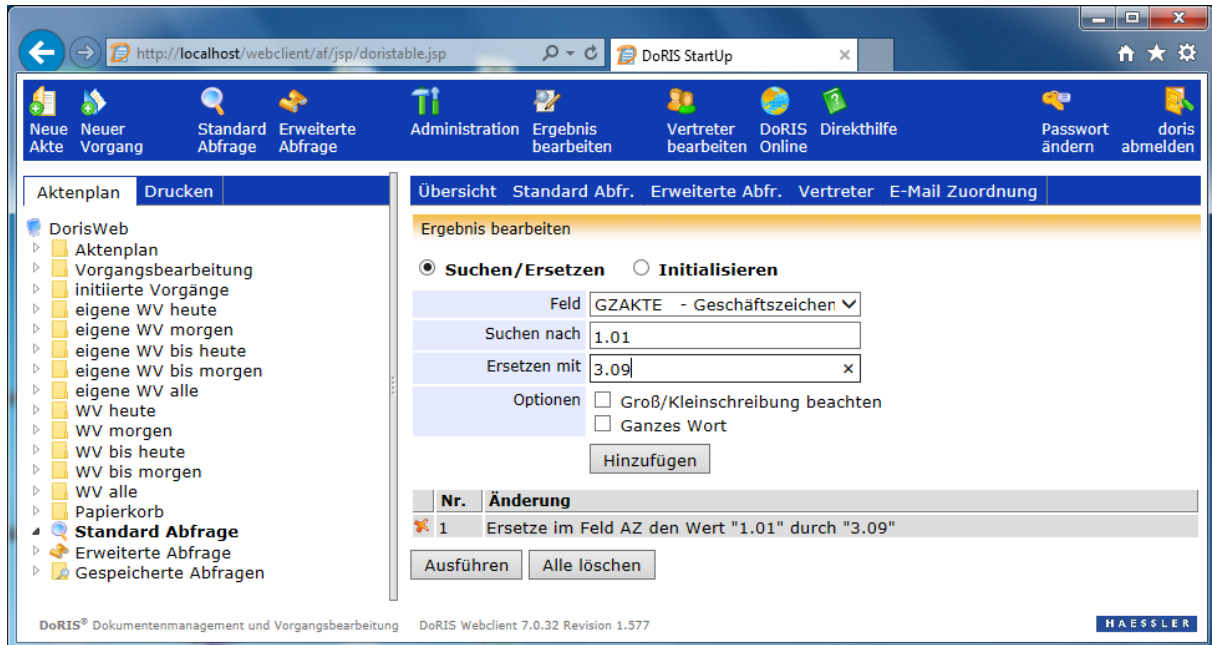 http://localhost/webclient/af/jsp/doristable.jsp
DoRIS StartUp
Neue Akte
Neuer Vorgang
Standard Abfrage
Erweiterte Abfrage
Administration
Ergebnis bearbeiten
Vertreter bearbeiten
DoRIS Online
Direkthilfe
Passwort ändern
doris abmelden
Aktenplan Drucken
DorisWeb
Aktenplan
Vorgangsbearbeitung
initiierte Vorgänge
eigene WV heute
eigene WV morgen
eigene WV bis heute
eigene WV bis morgen
eigene WV alle
WV heute
WV morgen
WV bis heute
WV bis morgen
WV alle
Papierkorb
Standard Abfrage
Erweiterte Abfrage
Gespeicherte Abfragen
Übersicht Standard Abfr. Erweiterte Abfr. Vertreter E-Mail Zuordnung
Ergebnis bearbeiten
Suchen/Ersetzen Initialisieren
Feld GZAKTE - Geschäftszeichen
Suchen nach 1.01
Ersetzen mit 3.09
Optionen Groß/Kleinschreibung beachten
Ganzes Wort
Hinzufügen
Nr. Änderung
1 Ersetze im Feld AZ den Wert "1.01" durch "3.09"
Ausführen Alle löschen
DoRIS® Dokumentenmanagement und Vorgangsbearbeitung DoRIS Webclient 7.0.32 Revision 1.577
HAESSLER